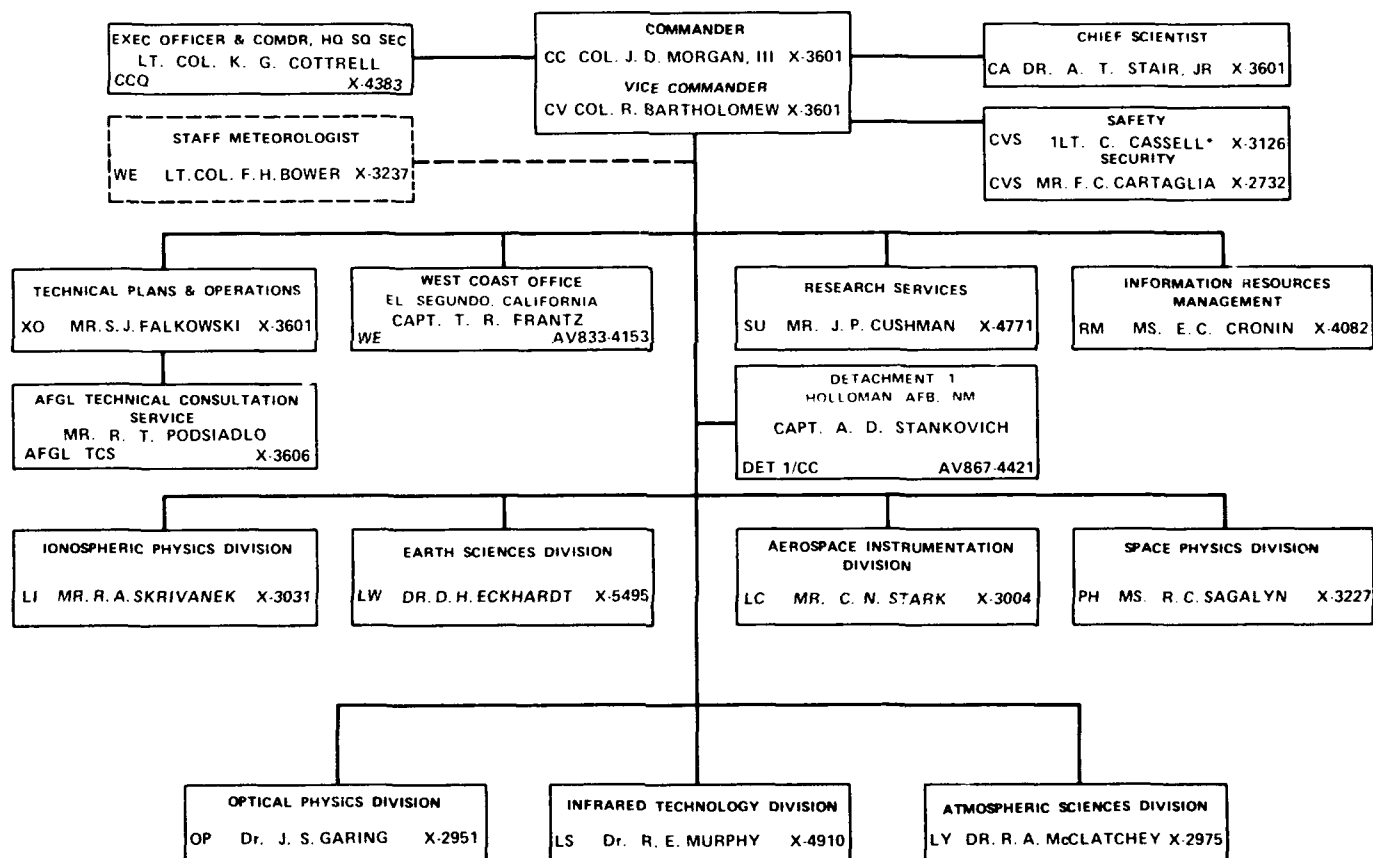 EXEC OFFICER & COMDR, HQ SQ SEC
LT. COL. K. G. COTTRELL
CCQ X-4383
COMMANDER
CC COL. J. D. MORGAN, III X-3601
VICE COMMANDER
CV COL. R. BARTHOLOMEW X-3601
CHIEF SCIENTIST
CA DR. A. T. STAIR, JR X-3601
STAFF METEOROLOGIST
WE LT. COL. F. H. BOWER X-3237
SAFETY
CVS 1LT. C. CASSELL* X-3126
SECURITY
CVS MR. F. C. CARTAGLIA X-2732
TECHNICAL PLANS & OPERATIONS
XO MR. S. J. FALKOWSKI X-3601
WEST COAST OFFICE
EL SEGUNDO, CALIFORNIA
CAPT. T. R. FRANTZ
WE AV833-4153
RESEARCH SERVICES
SU MR. J. P. CUSHMAN X-4771
INFORMATION RESOURCES
MANAGEMENT
RM MS. E. C. CRONIN X-4082
AFGL TECHNICAL CONSULTATION
SERVICE
MR. R. T. PODSIADLO
AFGL TCS X-3606
DETACHMENT 1
HOLLOMAN AFB, NM
CAPT. A. D. STANKOVICH
DET 1/CC AV867-4421
IONOSPHERIC PHYSICS DIVISION
LI MR. R. A. SKRIVANEK X-3031
EARTH SCIENCES DIVISION
LW DR. D. H. ECKHARDT X-5495
AEROSPACE INSTRUMENTATION
DIVISION
LC MR. C. N. STARK X-3004
SPACE PHYSICS DIVISION
PH MS. R. C. SAGALYN X-3227
OPTICAL PHYSICS DIVISION
OP Dr. J. S. GARING X-2951
INFRARED TECHNOLOGY DIVISION
LS Dr. R. E. MURPHY X-4910
ATMOSPHERIC SCIENCES DIVISION
LY DR. R. A. McCLATCHEY X-2975